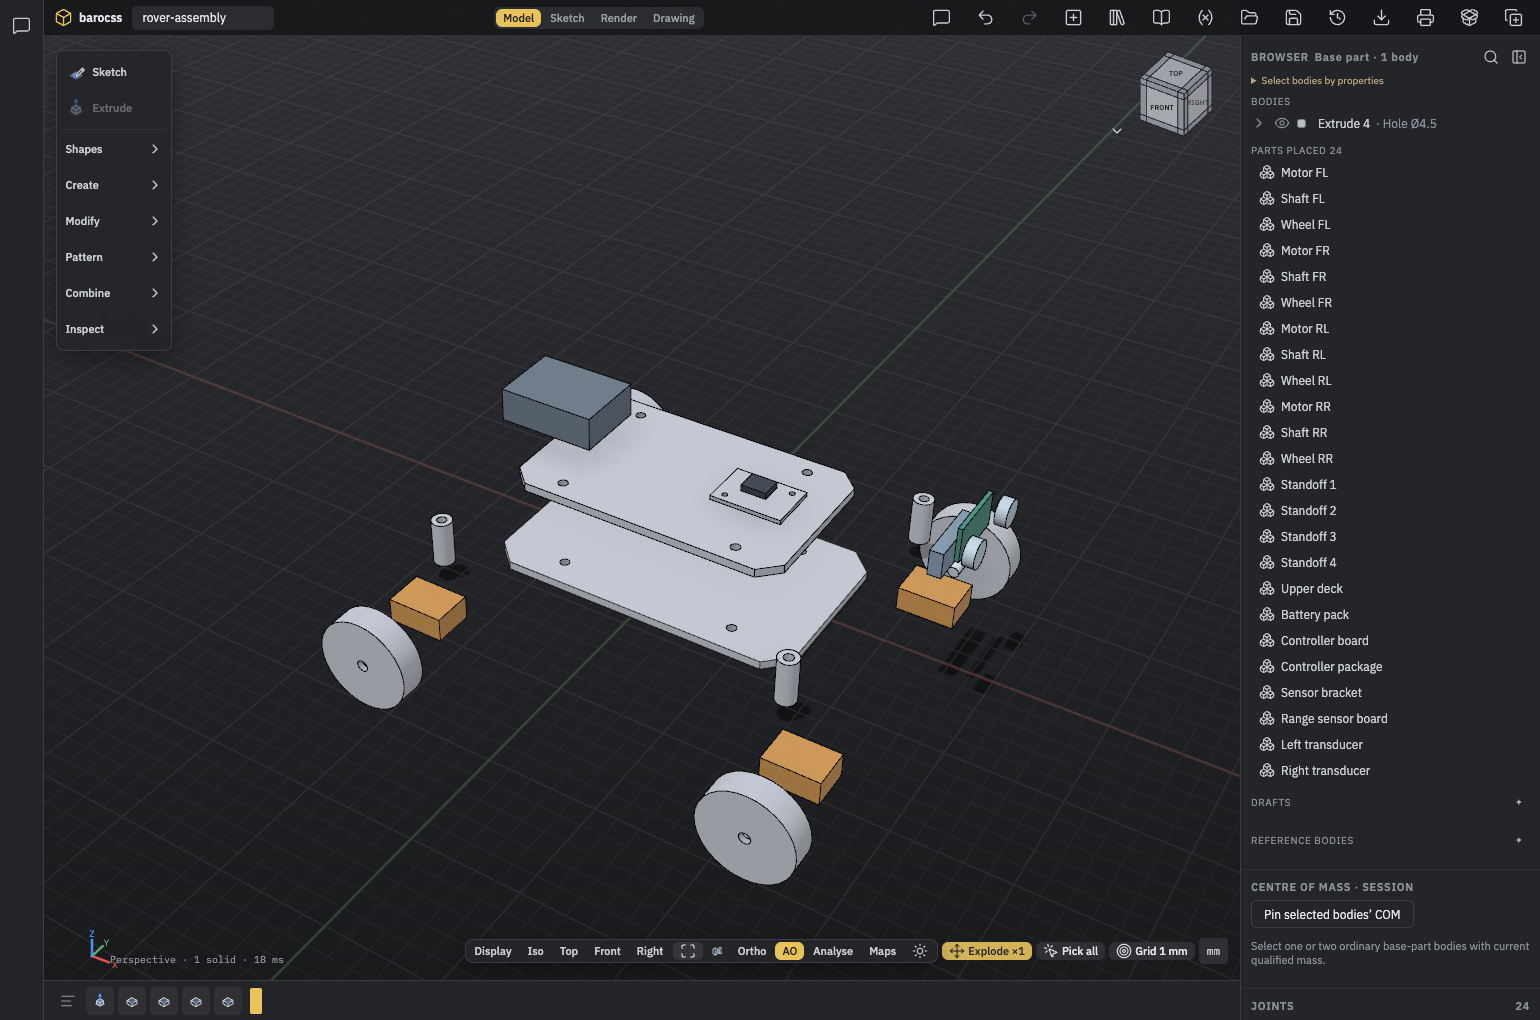 barocss
rover-assembly
Model
Sketch
Render
Drawing
Sketch
Extrude
Shapes
Create
Modify
Pattern
Combine
Inspect
TOP
FRONT
RIGHT
BROWSER Base part · 1 body
Select bodies by properties
BODIES
Extrude 4 · Hole Ø4.5
PARTS PLACED 24
Motor FL
Shaft FL
Wheel FL
Motor FR
Shaft FR
Wheel FR
Motor RL
Shaft RL
Wheel RL
Motor RR
Shaft RR
Wheel RR
Standoff 1
Standoff 2
Standoff 3
Standoff 4
Upper deck
Battery pack
Controller board
Controller package
Sensor bracket
Range sensor board
Left transducer
Right transducer
DRAFTS +
REFERENCE BODIES +
CENTRE OF MASS · SESSION
Pin selected bodies’ COM
Select one or two ordinary base-part bodies with current
qualified mass.
JOINTS 24
Z
Y
X
Perspective · 1 solid · 18 ms
Display
Iso
Top
Front
Right
Ortho
AO
Analyse
Maps
Explode ×1
Pick all
Grid 1 mm
mm